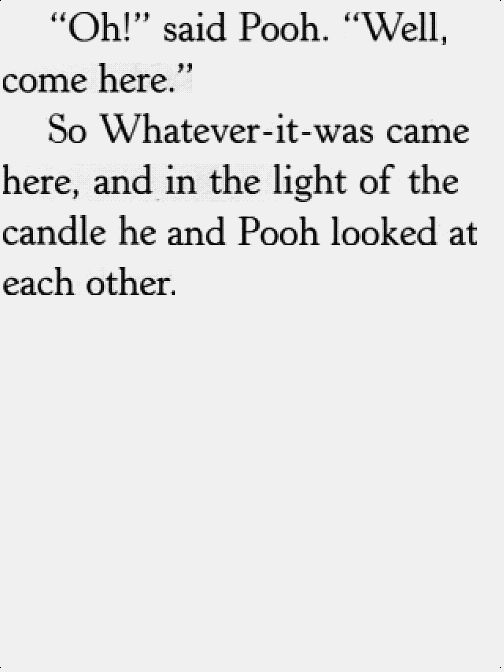 “Oh!” said Pooh. “Well,
come here.”
So Whatever-it-was came
here, and in the light of the
candle he and Pooh looked at
each other.